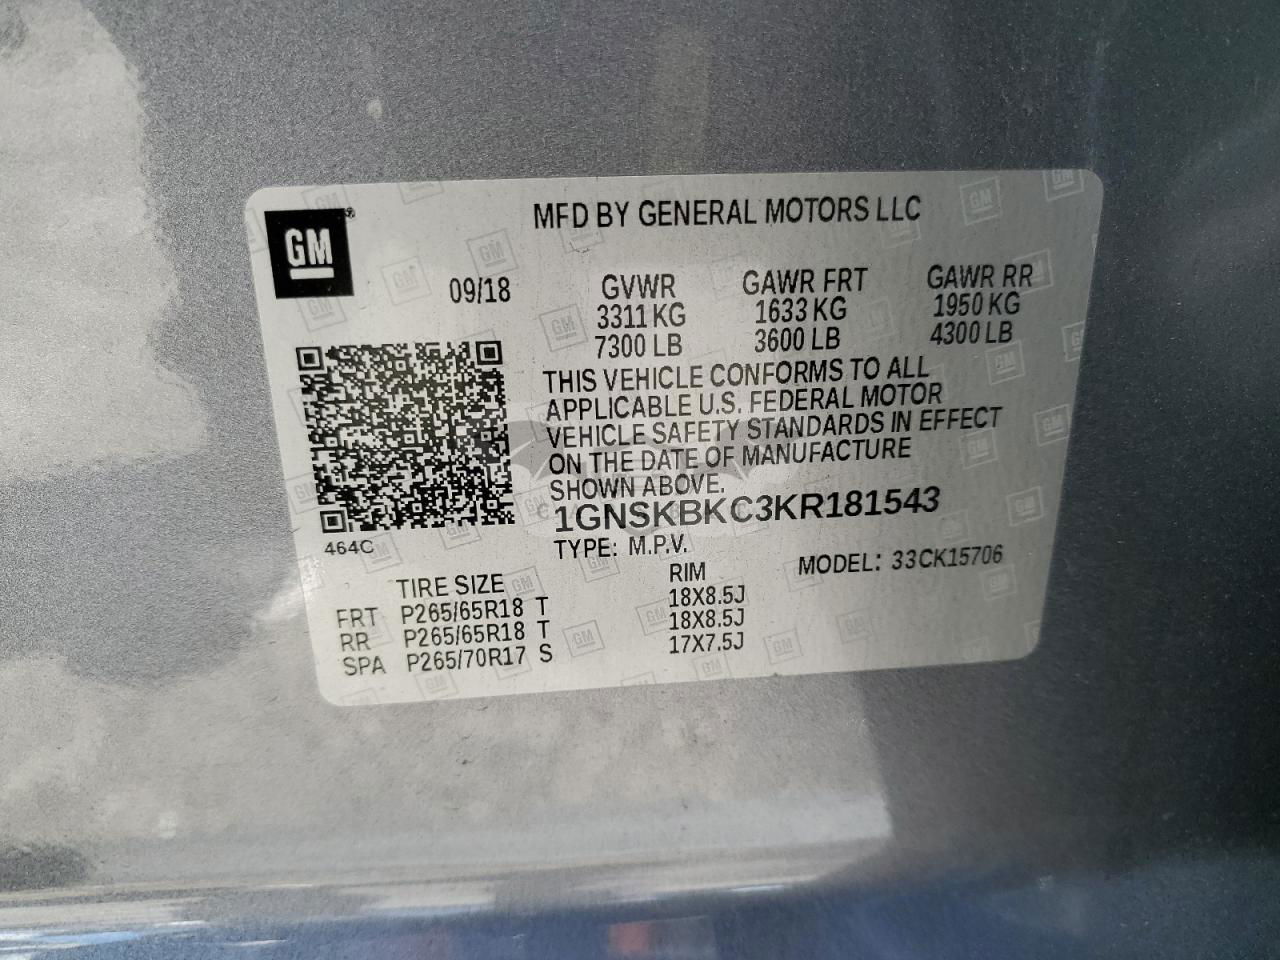 GM
MFD BY GENERAL MOTORS LLC
09/18 GVWR GAWR FRT GAWR RR
3311 KG 1633 KG 1950 KG
7300 LB 3600 LB 4300 LB
THIS VEHICLE CONFORMS TO ALL
APPLICABLE U.S. FEDERAL MOTOR
VEHICLE SAFETY STANDARDS IN EFFECT
ON THE DATE OF MANUFACTURE
SHOWN ABOVE.
1GNSKBKC3KR181543
464C
TYPE: M.P.V. MODEL: 33CK15706
TIRE SIZE RIM
FRT P265/65R18 T 18X8.5J
RR P265/65R18 T 18X8.5J
SPA P265/70R17 S 17X7.5J